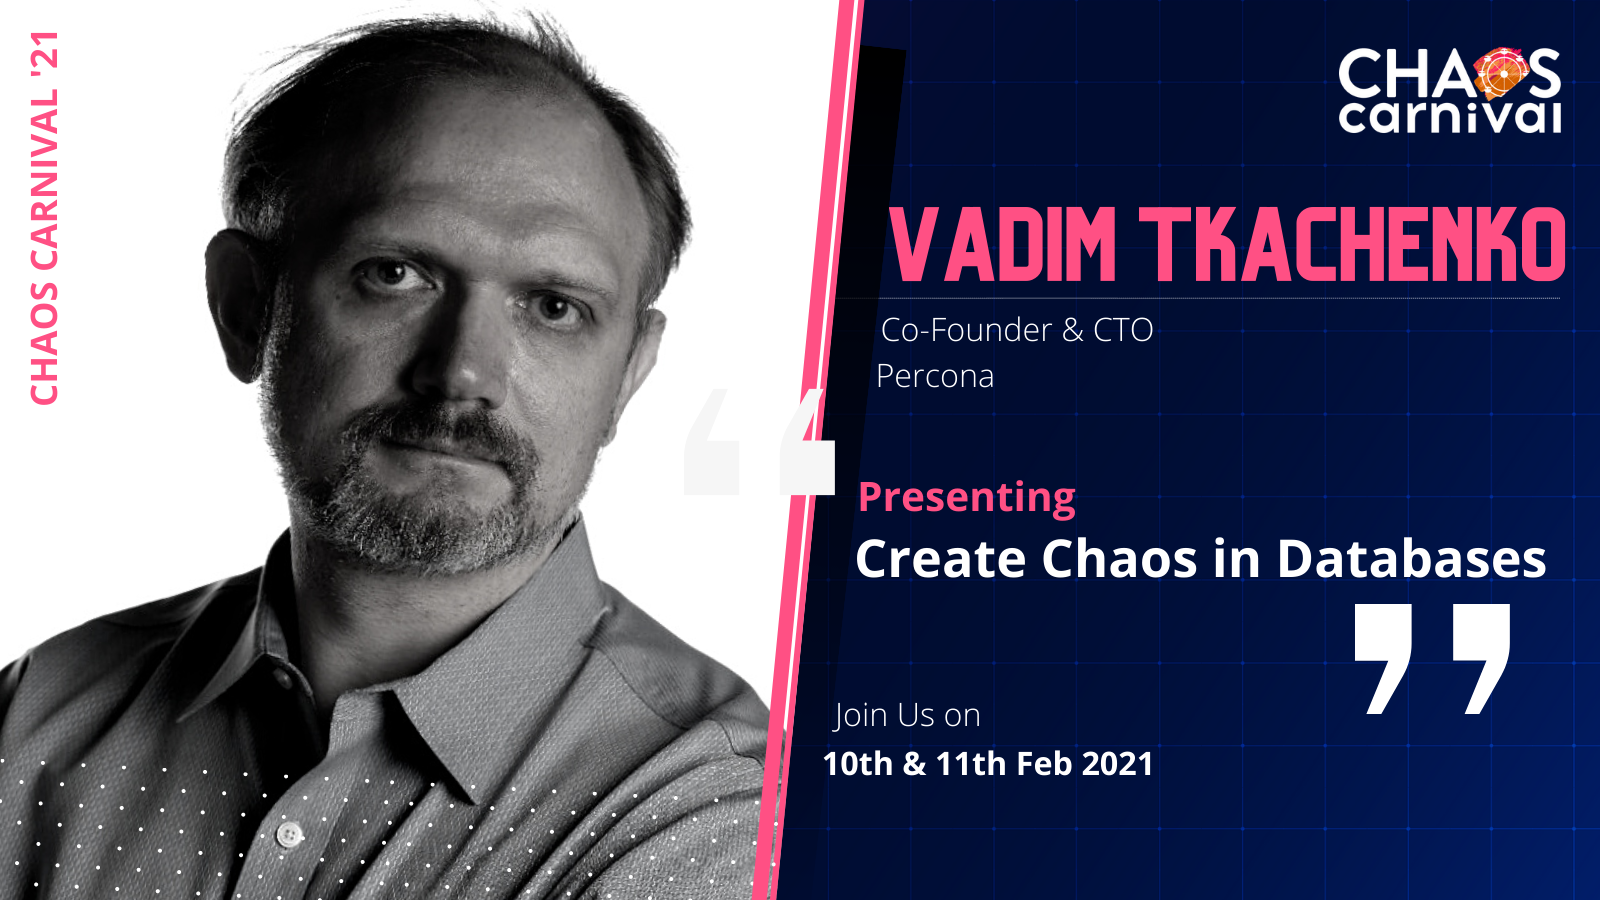 CHAOS CARNIVAL '21
CHAOS
carnival
VADIM TKACHENKO
Co-Founder & CTO
Percona
“
Presenting
Create Chaos in Databases
”
Join Us on
10th & 11th Feb 2021